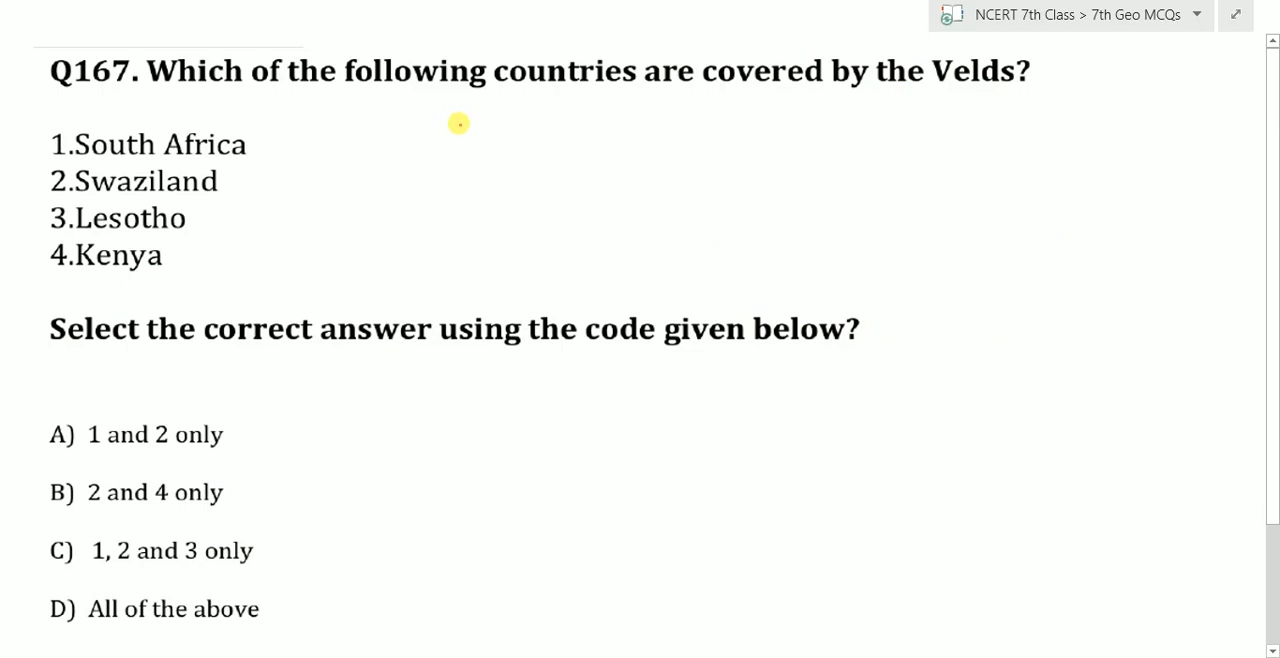 NCERT 7th Class > 7th Geo MCQs
Q167. Which of the following countries are covered by the Velds?
1.South Africa
2.Swaziland
3.Lesotho
4.Kenya
Select the correct answer using the code given below?
A) 1 and 2 only
B) 2 and 4 only
C) 1, 2 and 3 only
D) All of the above